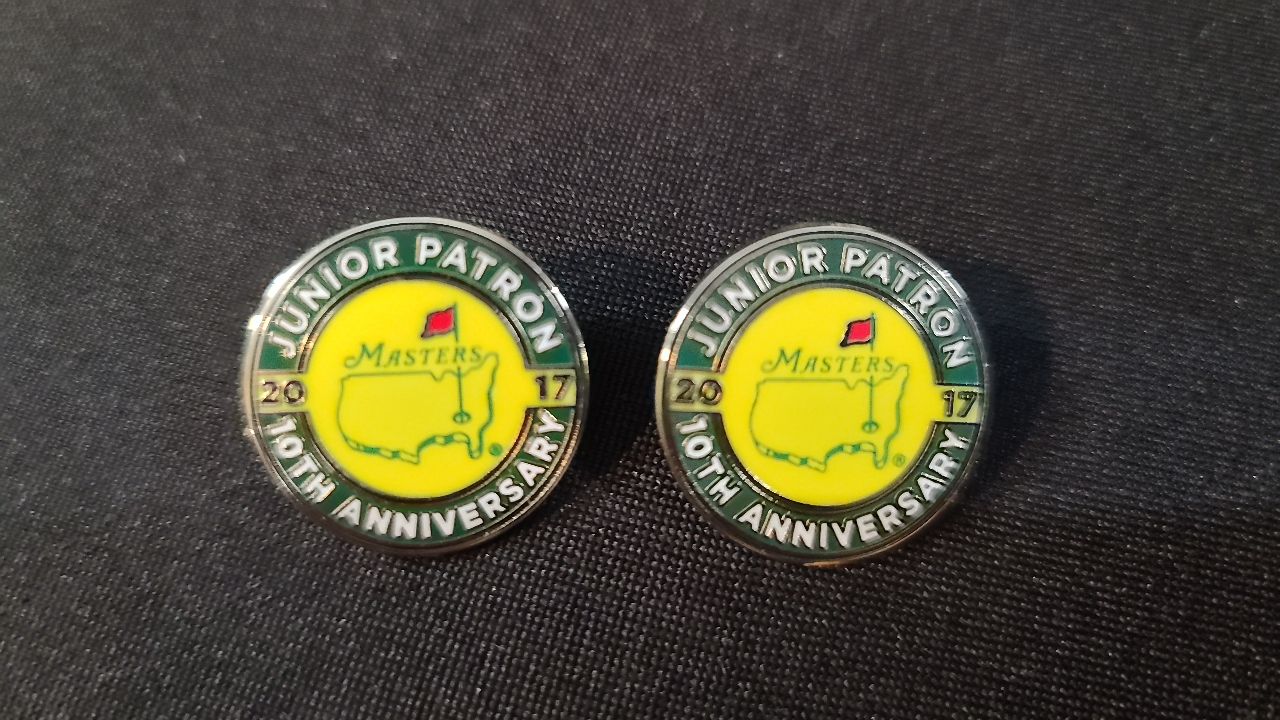 JUNIOR PATRON
MASTERS
20 17
®
10TH ANNIVERSARY
JUNIOR PATRON
MASTERS
20 17
®
10TH ANNIVERSARY